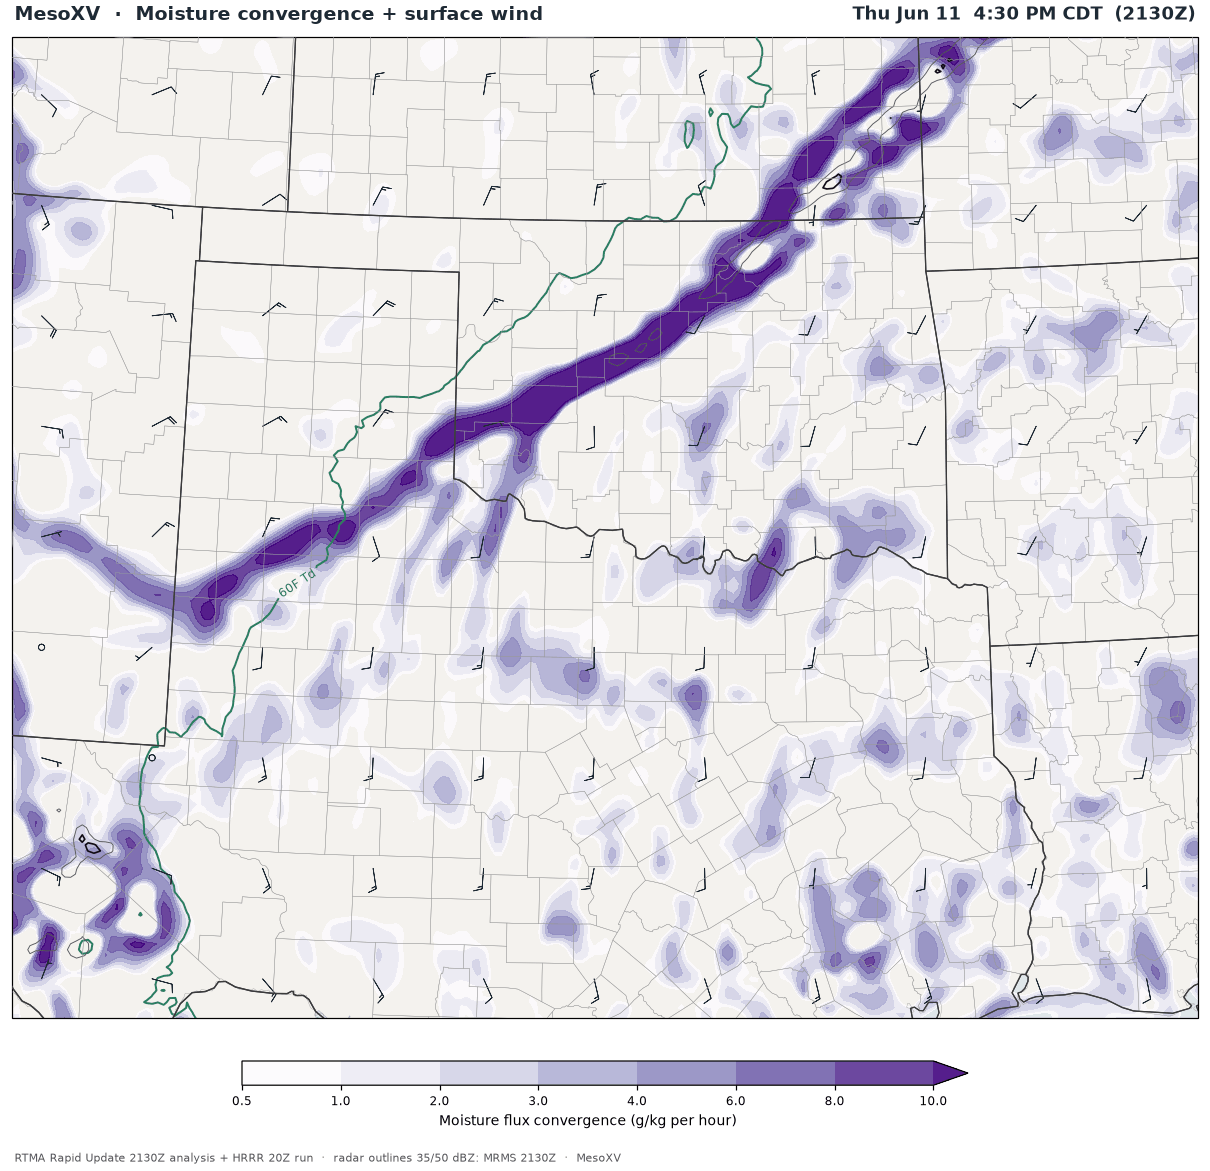 MesoXV · Moisture convergence + surface wind
Thu Jun 11 4:30 PM CDT (2130Z)
60F Td
0.5 1.0 2.0 3.0 4.0 6.0 8.0 10.0
Moisture flux convergence (g/kg per hour)
RTMA Rapid Update 2130Z analysis + HRRR 20Z run · radar outlines 35/50 dBZ: MRMS 2130Z · MesoXV